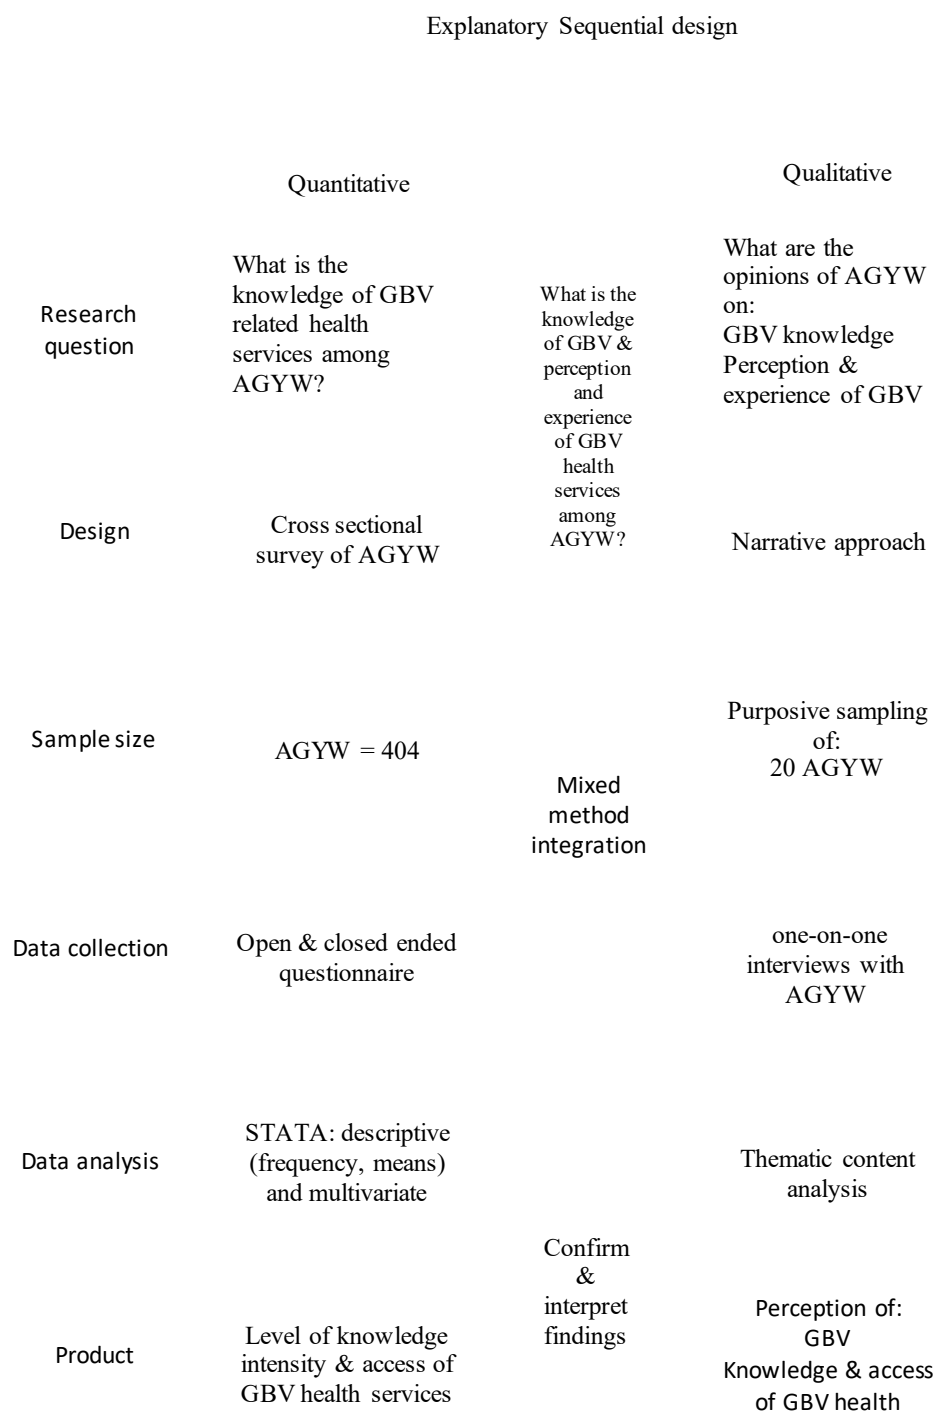 Explanatory Sequential design
Quantitative
Qualitative
Research
question
What is the
knowledge of GBV
related health
services among
AGYW?
What is the
knowledge
of GBV &
perception
and
experience
of GBV
health
services
among
AGYW?
What are the
opinions of AGYW
on:
GBV knowledge
Perception &
experience of GBV
Design
Cross sectional
survey of AGYW
Narrative approach
Sample size
AGYW = 404
Mixed
method
integration
Purposive sampling
of:
20 AGYW
Data collection
Open & closed ended
questionnaire
one-on-one
interviews with
AGYW
Data analysis
STATA: descriptive
(frequency, means)
and multivariate
Thematic content
analysis
Product
Level of knowledge
intensity & access of
GBV health services
Confirm
&
interpret
findings
Perception of:
GBV
Knowledge & access
of GBV health